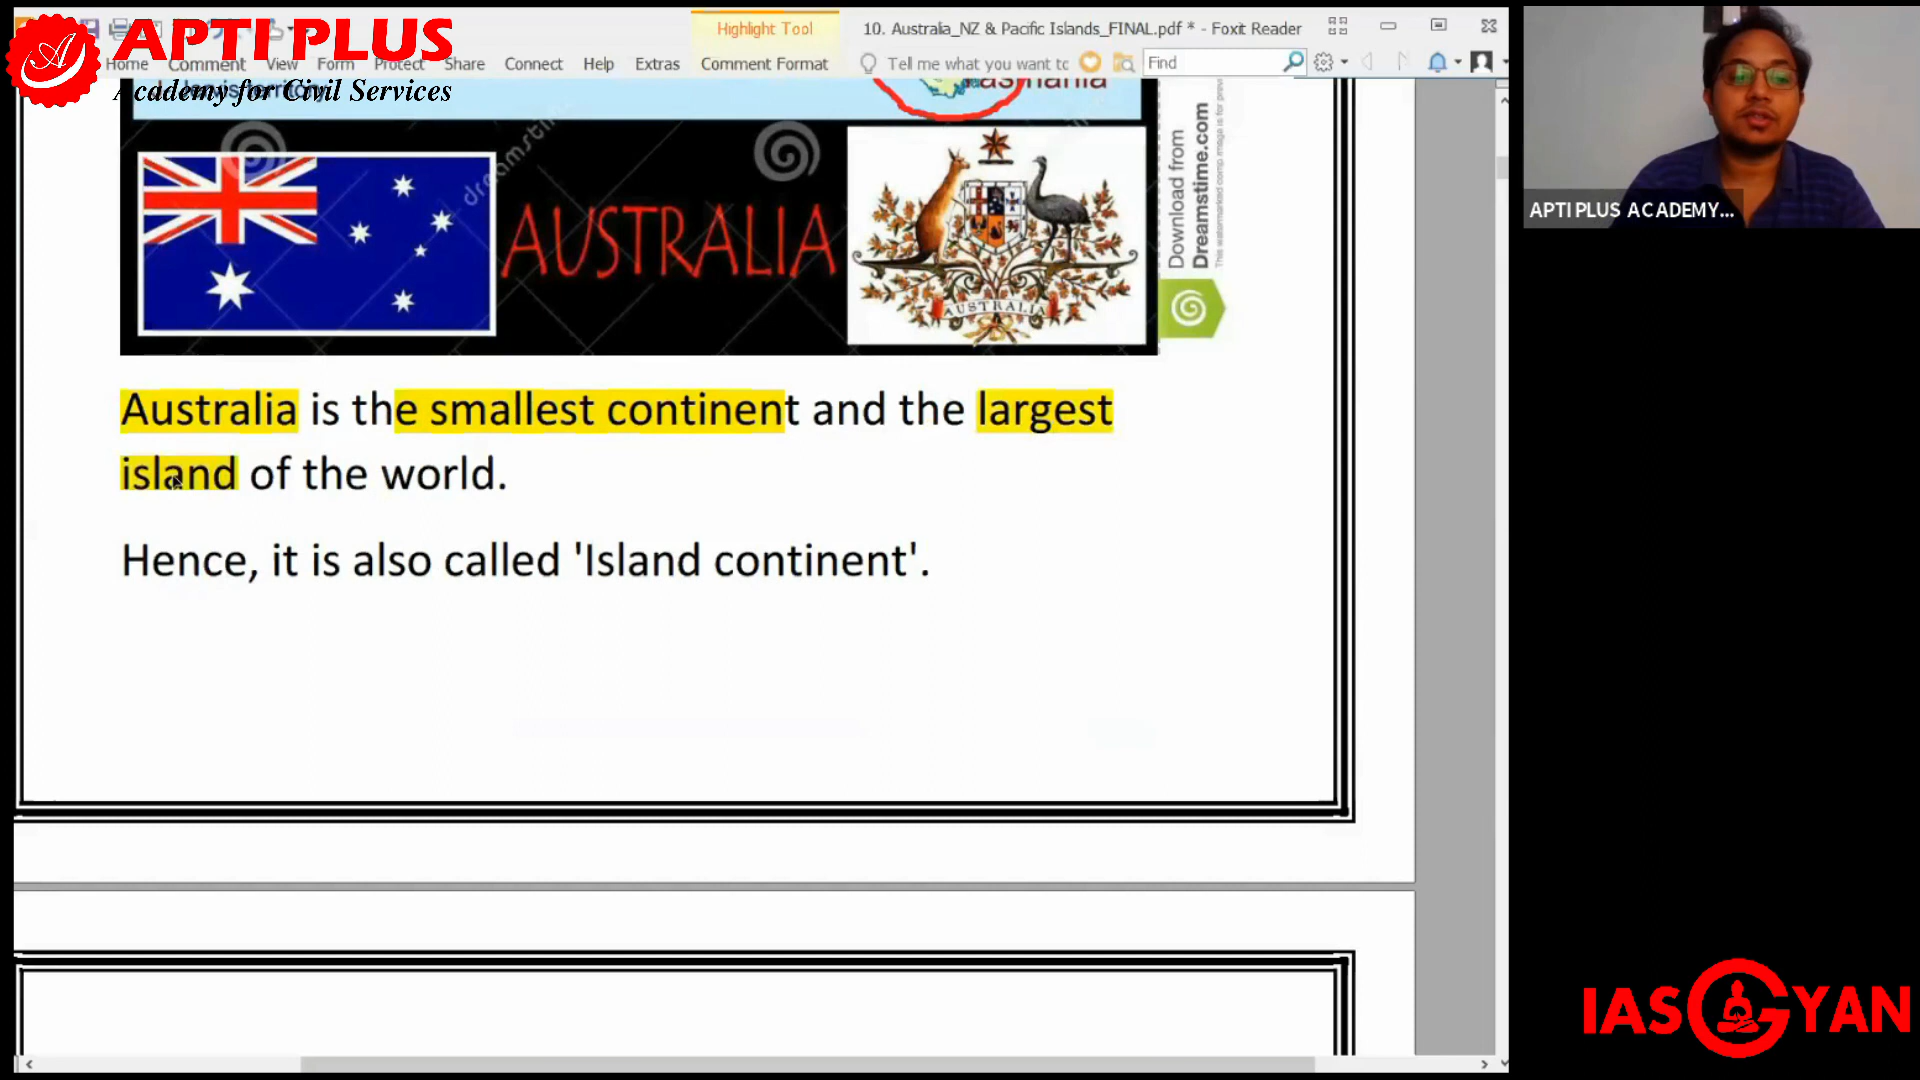 APTI PLUS
Academy for Civil Services
Highlight Tool
10. Australia_NZ & Pacific Islands_FINAL.pdf * - Foxit Reader
Home Comment View Form Protect Share Connect Help Extras Comment Format
Tell me what you want to
Find
Tasmania
dreamstime
AUSTRALIA
AUSTRALIA
Download from
Dreamstime.com
Australia is the smallest continent and the largest
island of the world.
Hence, it is also called 'Island continent'.
APTI PLUS ACADEMY...
IAS GYAN